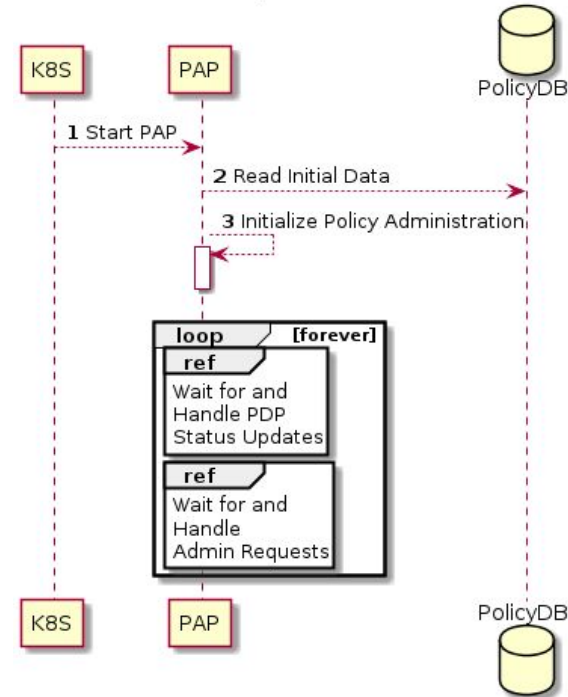 K8S
PAP
PolicyDB
1 Start PAP
2 Read Initial Data
3 Initialize Policy Administration
loop
[forever]
ref
Wait for and
Handle PDP
Status Updates
ref
Wait for and
Handle
Admin Requests
K8S
PAP
PolicyDB